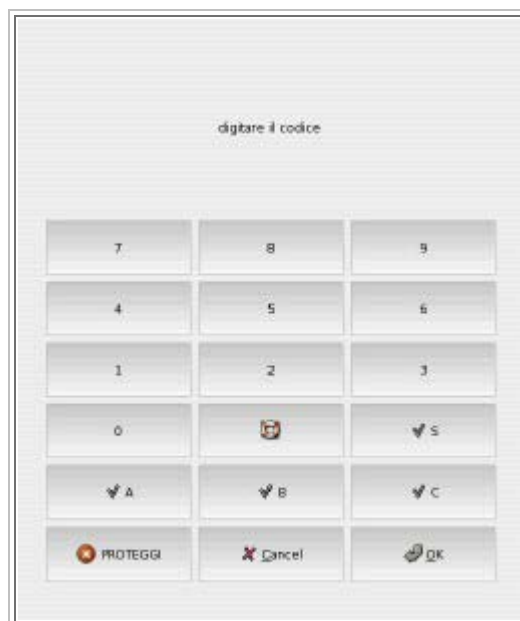 digitare il codice
7 8 9
4 5 6
1 2 3
0 S
A B C
PROTEGGI Cancel OK